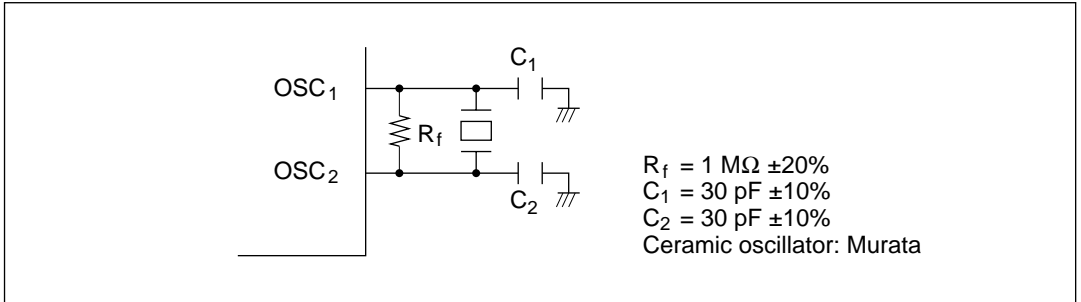 C1
OSC1
Rf
OSC2
C2
Rf = 1 MΩ ±20%
C1 = 30 pF ±10%
C2 = 30 pF ±10%
Ceramic oscillator: Murata